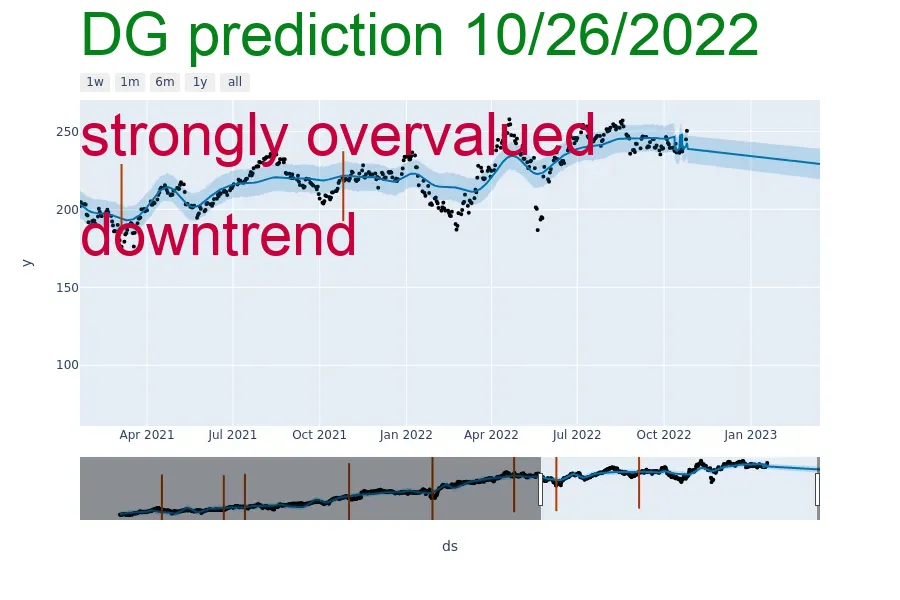 DG prediction 10/26/2022
1w 1m 6m 1y all
strongly overvalued
downtrend
250
200
150
100
y
Apr 2021 Jul 2021 Oct 2021 Jan 2022 Apr 2022 Jul 2022 Oct 2022 Jan 2023
ds